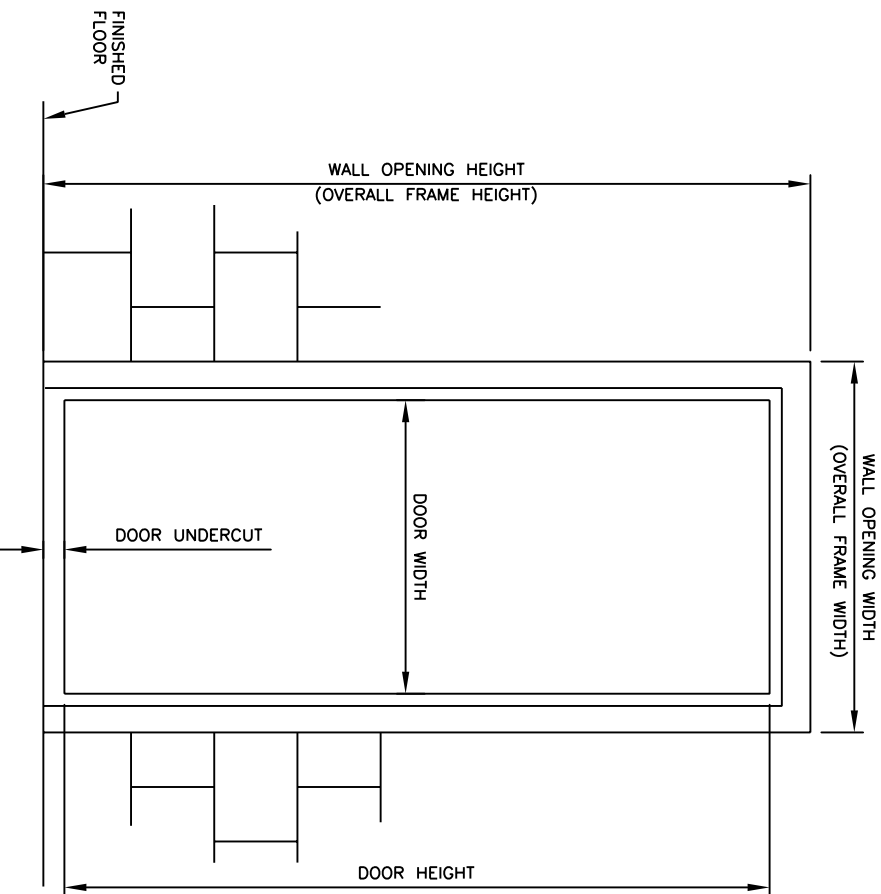 FINISHED
FLOOR
WALL OPENING HEIGHT
(OVERALL FRAME HEIGHT)
WALL OPENING WIDTH
(OVERALL FRAME WIDTH)
DOOR UNDERCUT
DOOR WIDTH
DOOR HEIGHT